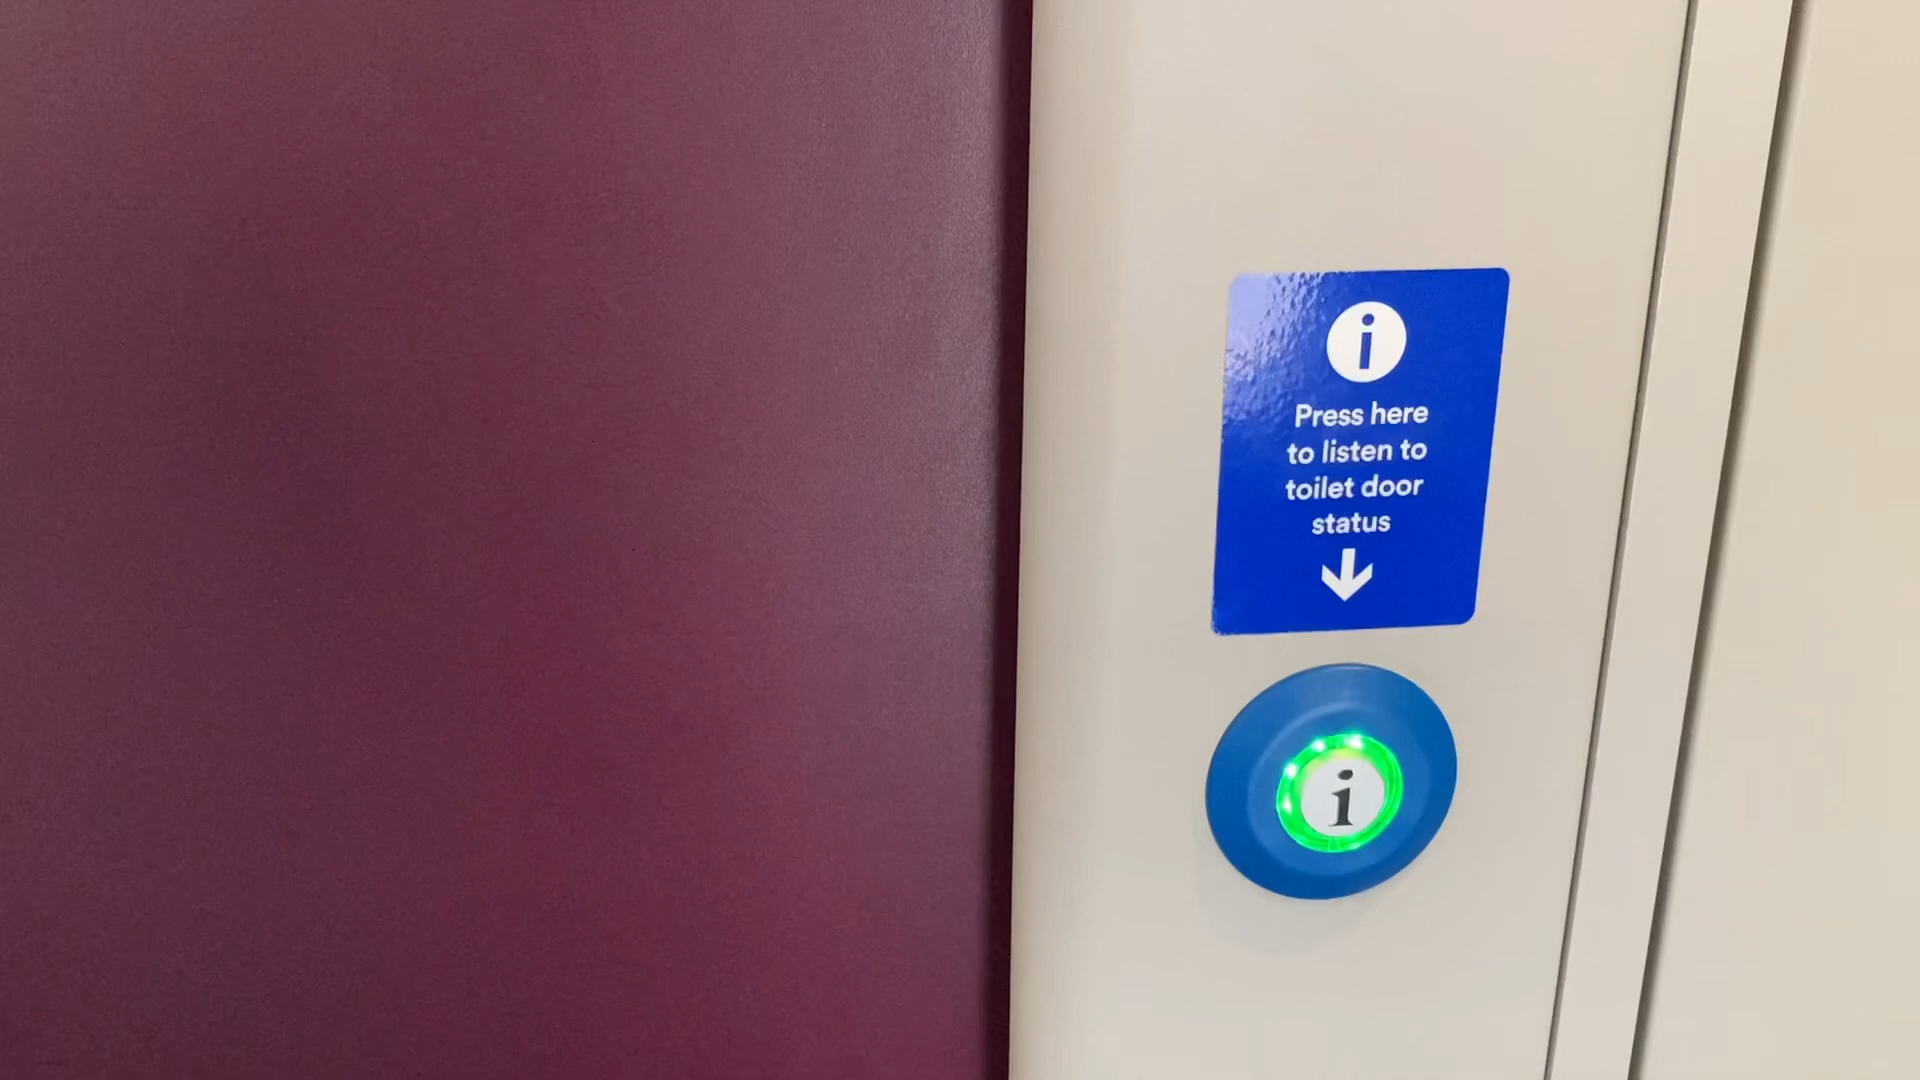 i
Press here
to listen to
toilet door
status
i